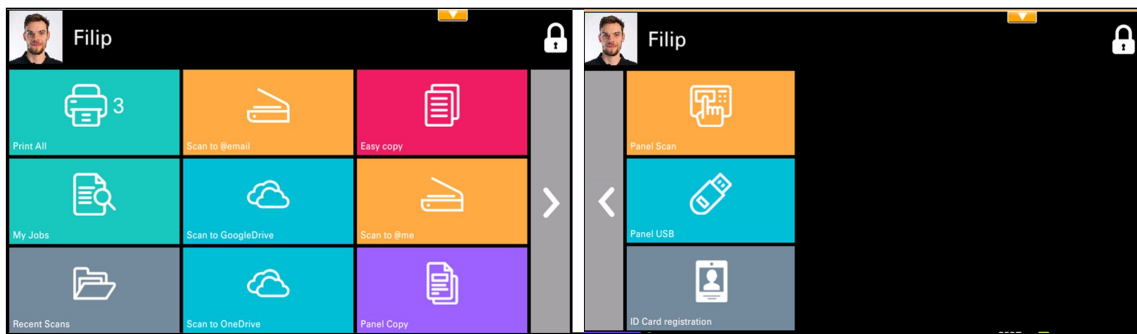 Filip
3
Print All
Scan to @email
Easy copy
My Jobs
Scan to GoogleDrive
Scan to @me
Recent Scans
Scan to OneDrive
Panel Copy
Filip
Panel Scan
Panel USB
ID Card registration